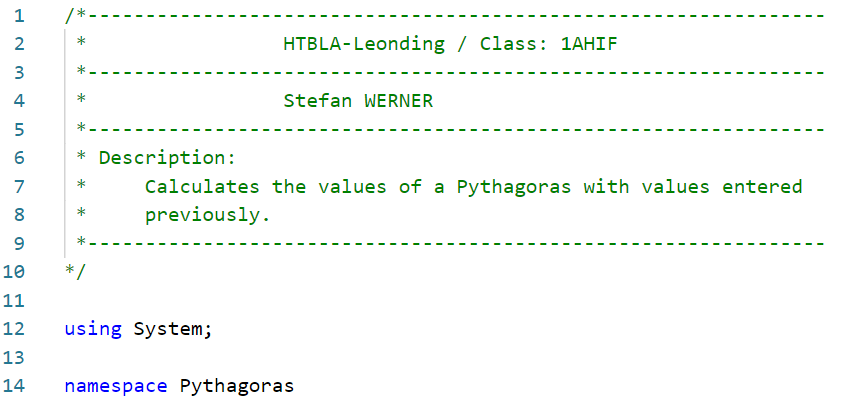 1 /*----------------------------------------------------------------
2 *                 HTBLA-Leonding / Class: 1AHIF
3 *----------------------------------------------------------------
4 *                 Stefan WERNER
5 *----------------------------------------------------------------
6 * Description:
7 *     Calculates the values of a Pythagoras with values entered
8 *     previously.
9 *----------------------------------------------------------------
10 */
11
12 using System;
13
14 namespace Pythagoras